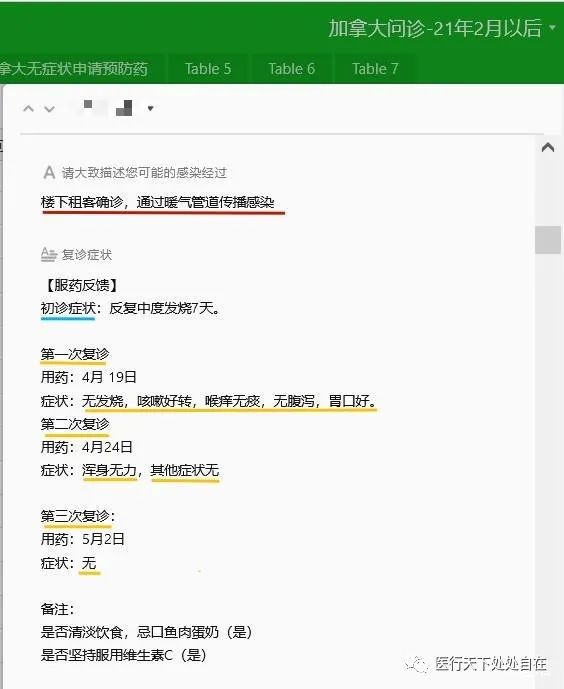 加拿大问诊-21年2月以后
拿大无症状申请预防药 Table 5 Table 6 Table 7
请大致描述您可能的感染经过
楼下租客确诊，通过暖气管道传播感染
复诊症状
【服药反馈】
初诊症状：反复中度发烧7天。
第一次复诊
用药：4月 19日
症状：无发烧，咳嗽好转，喉痒无痰，无腹泻，胃口好。
第二次复诊
用药：4月24日
症状：浑身无力，其他症状无
第三次复诊：
用药：5月2日
症状：无
备注：
是否清淡饮食，忌口鱼肉蛋奶（是）
是否坚持服用维生素C（是）
医行天下处处自在